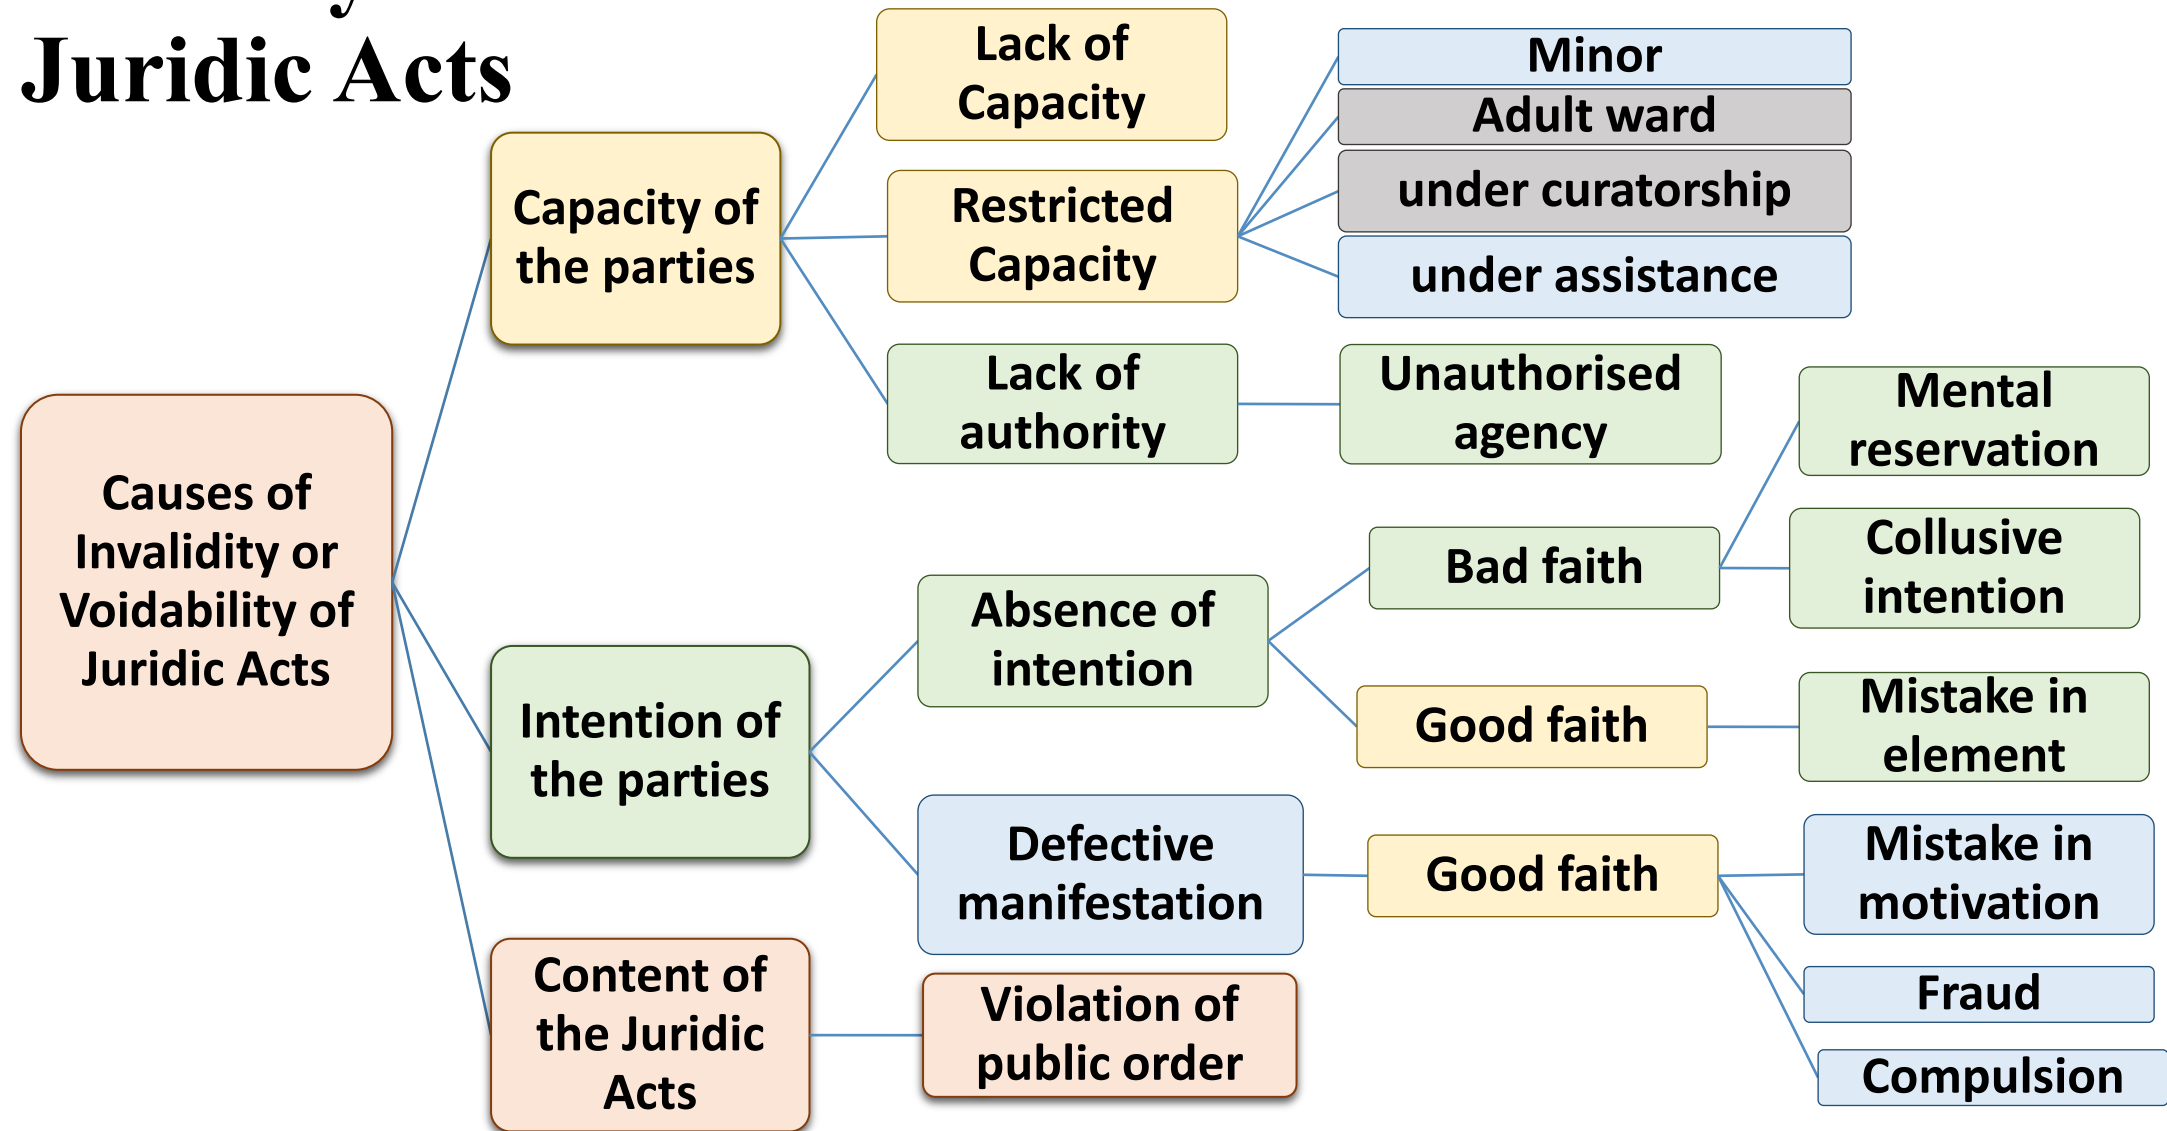 Juridic Acts
Lack of
Capacity
Minor
Adult ward
under curatorship
under assistance
Capacity of
the parties
Restricted
Capacity
Lack of
authority
Unauthorised
agency
Causes of
Invalidity or
Voidability of
Juridic Acts
Intention of
the parties
Absence of
intention
Bad faith
Mental
reservation
Collusive
intention
Good faith
Mistake in
element
Defective
manifestation
Good faith
Mistake in
motivation
Fraud
Compulsion
Content of
the Juridic
Acts
Violation of
public order